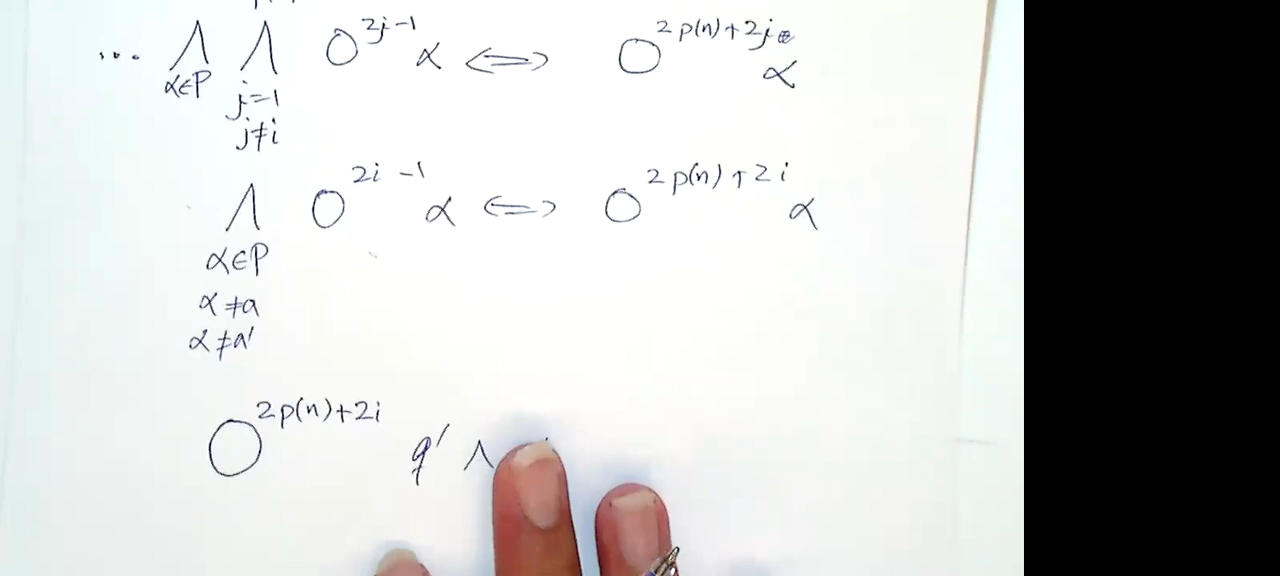 ... ⋀ ⋀ O^{2j-1} α ⟺ O^{2p(n)+2j} α
α∈P j=1
j≠i
⋀ O^{2i-1} α ⟺ O^{2p(n)+2i} α
α∈P
α≠a
α≠a'
O^{2p(n)+2i} q' ∧